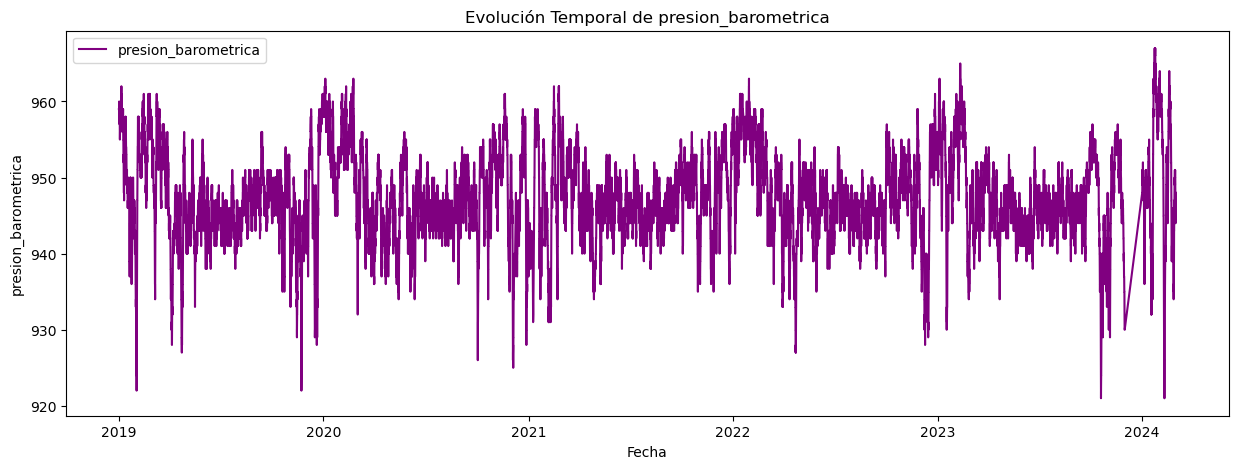 Evolución Temporal de presion_barometrica
presion_barometrica
presion_barometrica
960
950
940
930
920
2019
2020
2021
2022
2023
2024
Fecha